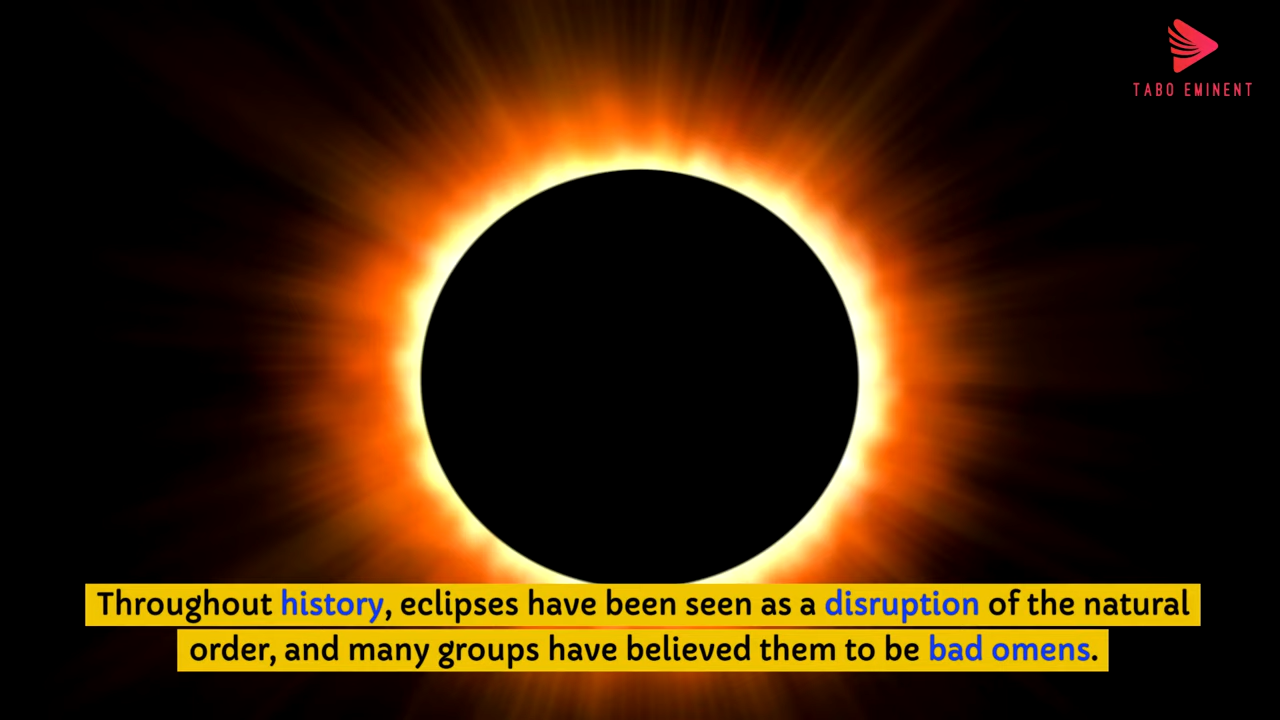 TABO EMINENT
Throughout history, eclipses have been seen as a disruption of the natural
order, and many groups have believed them to be bad omens.